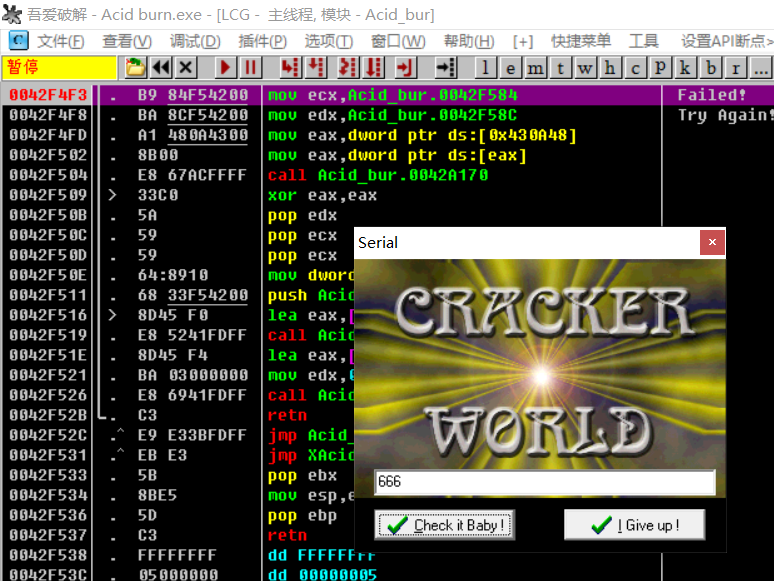 吾爱破解 - Acid burn.exe - [LCG - 主线程, 模块 - Acid_bur]
C 文件(F) 查看(V) 调试(D) 插件(P) 选项(T) 窗口(W) 帮助(H) [+] 快捷菜单 工具 设置API断点>
暂停 l e m t w h c p k b r ...
0042F4F3 . B9 84F54200 mov ecx,Acid_bur.0042F584 Failed!
0042F4F8 . BA 8CF54200 mov edx,Acid_bur.0042F58C Try Again!
0042F4FD . A1 480A4300 mov eax,dword ptr ds:[0x430A48]
0042F502 . 8B00 mov eax,dword ptr ds:[eax]
0042F504 . E8 67ACFFFF call Acid_bur.0042A170
0042F509 > 33C0 xor eax,eax
0042F50B . 5A pop edx
0042F50C . 59 pop ecx
0042F50D . 59 pop ecx
0042F50E . 64:8910 mov dword
0042F511 . 68 33F54200 push Acid
0042F516 > 8D45 F0 lea eax,[
0042F519 . E8 5241FDFF call Acid
0042F51E . 8D45 F4 lea eax,[
0042F521 . BA 03000000 mov edx,
0042F526 . E8 6941FDFF call Acid
0042F52B . C3 retn
0042F52C .^ E9 E33BFDFF jmp Acid_
0042F531 .^ EB E3 jmp XAcid
0042F533 . 5B pop ebx
0042F534 . 8BE5 mov esp,e
0042F536 . 5D pop ebp
0042F537 . C3 retn
0042F538 . FFFFFFFF dd FFFFFFFF
0042F53C . 05000000 dd 00000005
Serial
CRACKER
WORLD
666
Check it Baby !
I Give up !